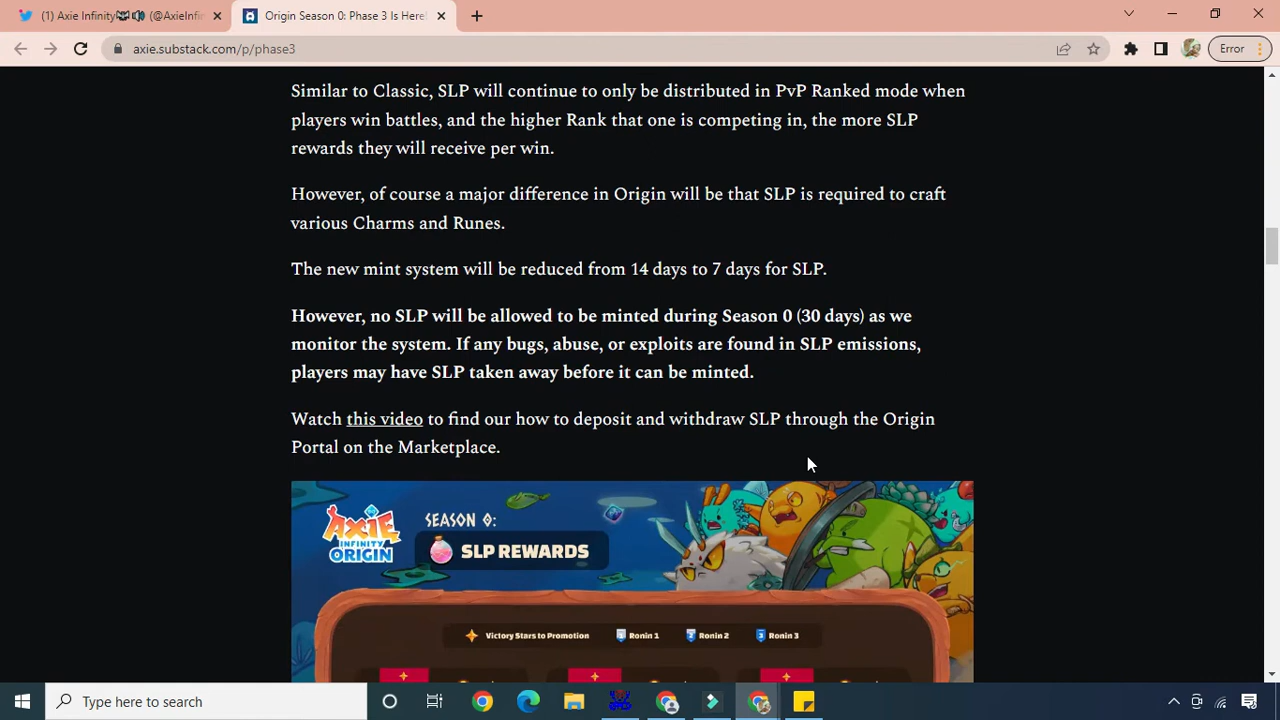 (1) Axie Infinity (@AxieInfin
Origin Season 0: Phase 3 Is Here!
axie.substack.com/p/phase3
Error
Similar to Classic, SLP will continue to only be distributed in PvP Ranked mode when
players win battles, and the higher Rank that one is competing in, the more SLP
rewards they will receive per win.
However, of course a major difference in Origin will be that SLP is required to craft
various Charms and Runes.
The new mint system will be reduced from 14 days to 7 days for SLP.
However, no SLP will be allowed to be minted during Season 0 (30 days) as we
monitor the system. If any bugs, abuse, or exploits are found in SLP emissions,
players may have SLP taken away before it can be minted.
Watch this video to find our how to deposit and withdraw SLP through the Origin
Portal on the Marketplace.
AXIE
INFINITY
ORIGIN
SEASON 0:
SLP REWARDS
Victory Stars to Promotion
1 Ronin 1
2 Ronin 2
3 Ronin 3
Type here to search